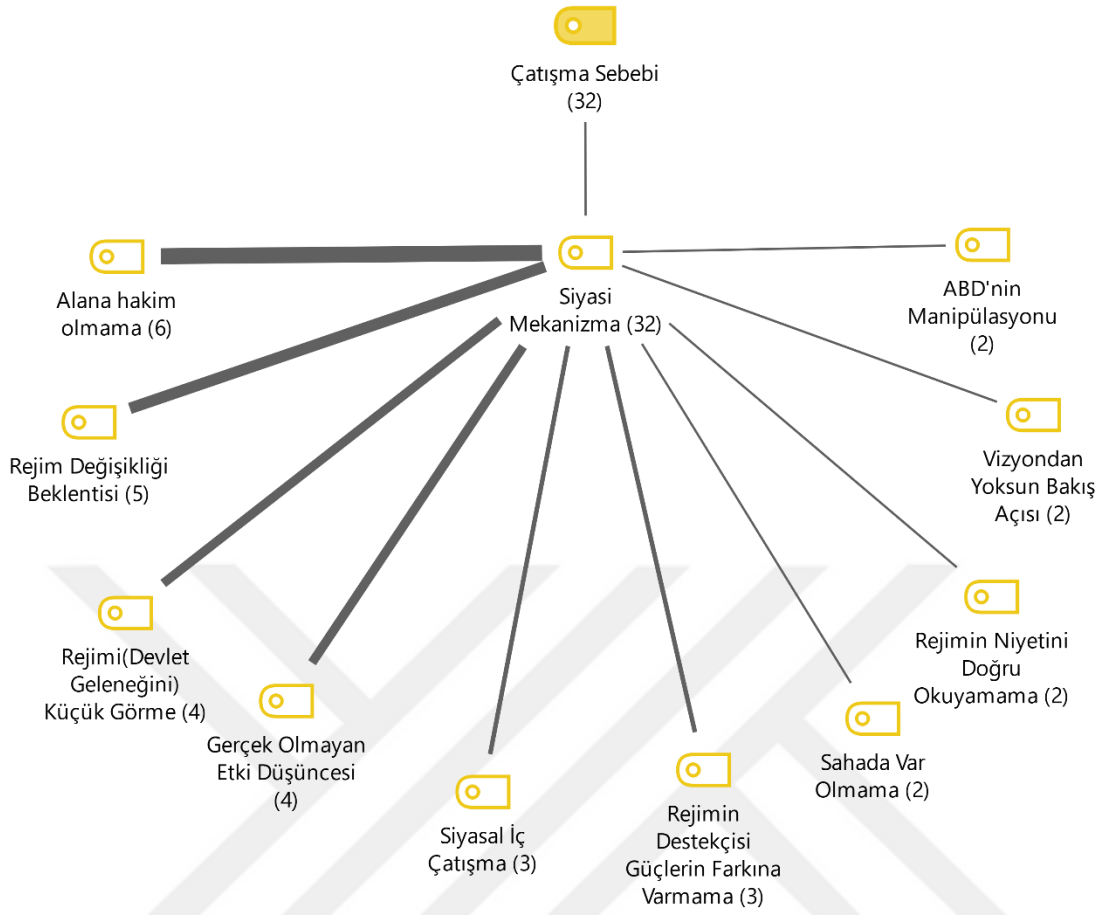 Çatışma Sebebi
(32)
Siyasi
Mekanizma (32)
Alana hakim
olmama (6)
Rejim Değişikliği
Beklentisi (5)
Rejimi(Devlet
Geleneğini)
Küçük Görme (4)
Gerçek Olmayan
Etki Düşüncesi
(4)
Siyasal İç
Çatışma (3)
Rejimin
Destekçisi
Güçlerin Farkına
Varmama (3)
Sahada Var
Olmama (2)
Rejimin Niyetini
Doğru
Okuyamama (2)
Vizyondan
Yoksun Bakış
Açısı (2)
ABD'nin
Manipülasyonu
(2)